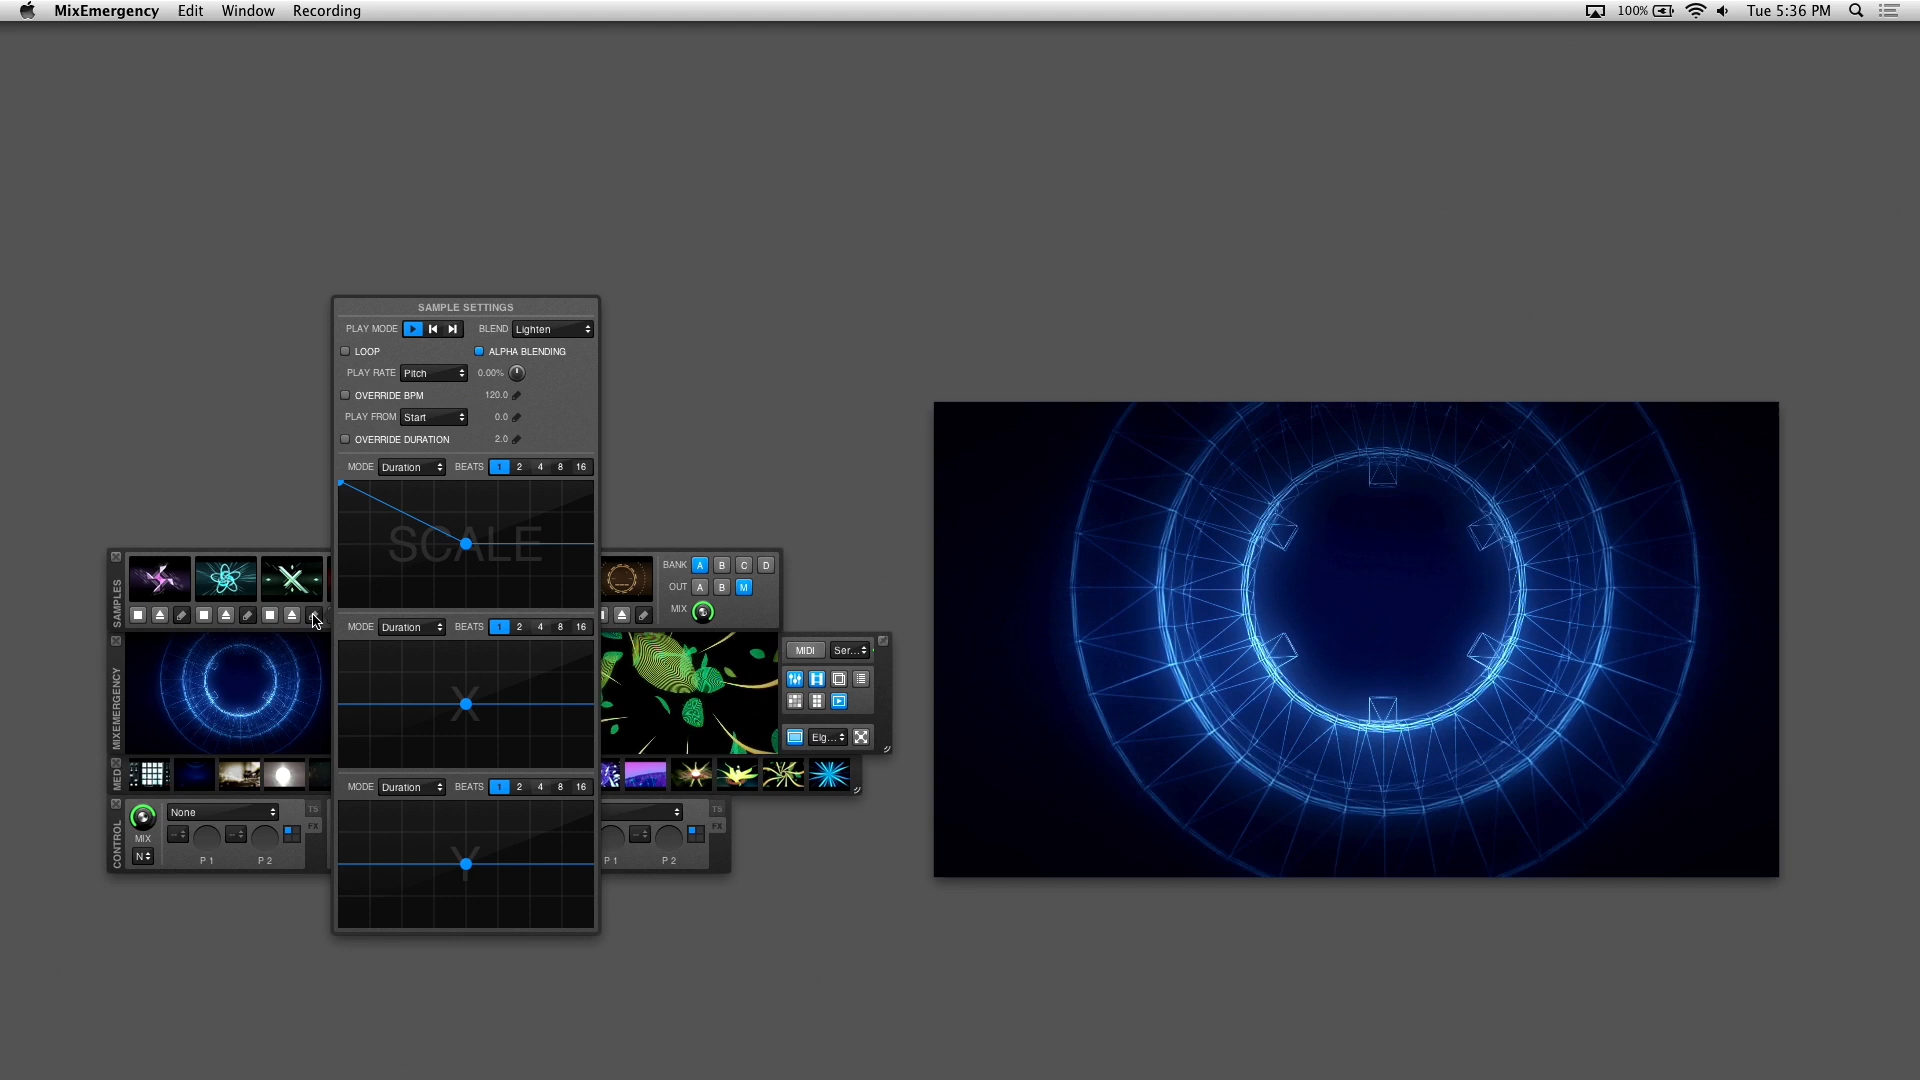 MixEmergency Edit Window Recording 100% Tue 5:36 PM
SAMPLE SETTINGS
PLAY MODE BLEND Lighten
LOOP ALPHA BLENDING
PLAY RATE Pitch 0.00%
OVERRIDE BPM 120.0
PLAY FROM Start 0.0
OVERRIDE DURATION 2.0
MODE Duration BEATS 1 2 4 8 16
SCALE
MODE Duration BEATS 1 2 4 8 16
X
MODE Duration BEATS 1 2 4 8 16
Y
SAMPLES
BANK A B C D
OUT A B M
MIX
MIXEMERGENCY
MIDI Ser...
Elg...
MED
CONTROL
MIX
N
None
P 1 P 2
TS
FX
P 1 P 2
TS
FX